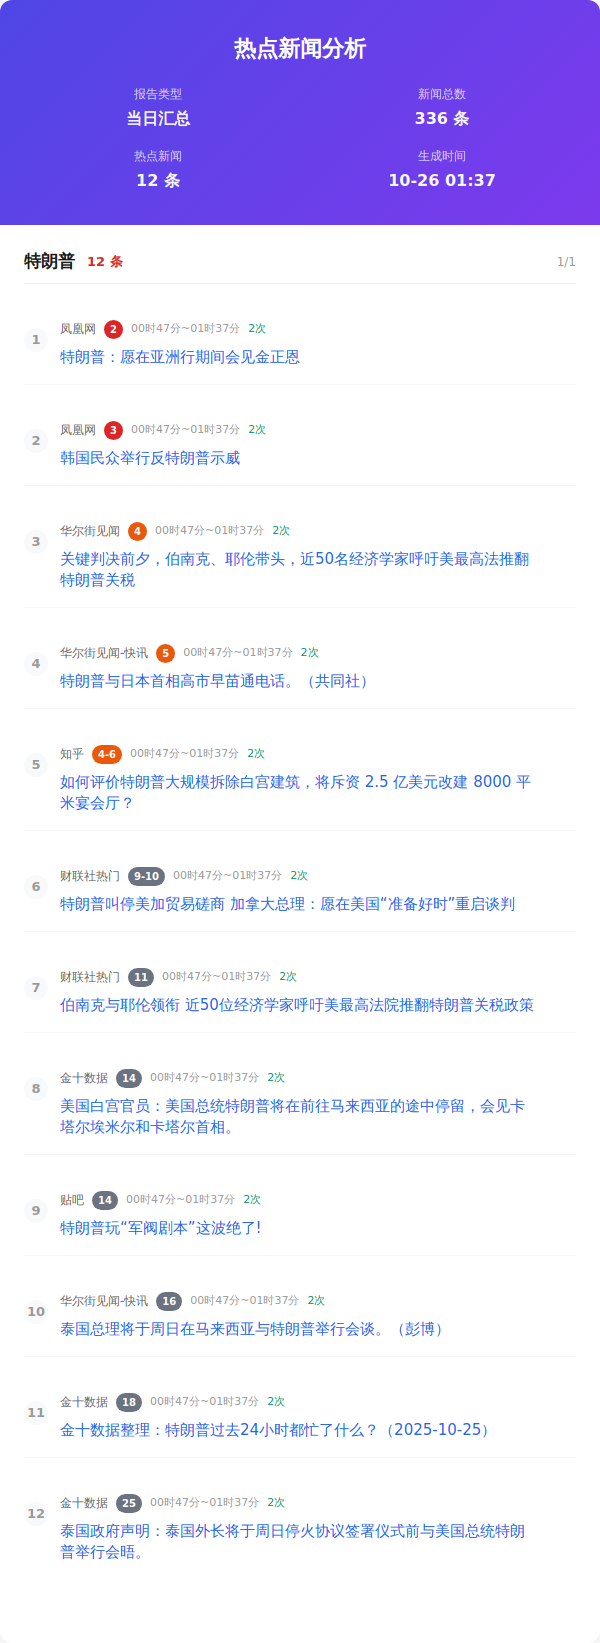 热点新闻分析
报告类型
当日汇总
新闻总数
336 条
热点新闻
12 条
生成时间
10-26 01:37
特朗普 12 条 1/1
1
凤凰网 2 00时47分~01时37分 2次
特朗普：愿在亚洲行期间会见金正恩
2
凤凰网 3 00时47分~01时37分 2次
韩国民众举行反特朗普示威
3
华尔街见闻 4 00时47分~01时37分 2次
关键判决前夕，伯南克、耶伦带头，近50名经济学家呼吁美最高法推翻
特朗普关税
4
华尔街见闻-快讯 5 00时47分~01时37分 2次
特朗普与日本首相高市早苗通电话。（共同社）
5
知乎 4-6 00时47分~01时37分 2次
如何评价特朗普大规模拆除白宫建筑，将斥资 2.5 亿美元改建 8000 平
米宴会厅？
6
财联社热门 9-10 00时47分~01时37分 2次
特朗普叫停美加贸易磋商 加拿大总理：愿在美国“准备好时”重启谈判
7
财联社热门 11 00时47分~01时37分 2次
伯南克与耶伦领衔 近50位经济学家呼吁美最高法院推翻特朗普关税政策
8
金十数据 14 00时47分~01时37分 2次
美国白宫官员：美国总统特朗普将在前往马来西亚的途中停留，会见卡
塔尔埃米尔和卡塔尔首相。
9
贴吧 14 00时47分~01时37分 2次
特朗普玩“军阀剧本”这波绝了!
10
华尔街见闻-快讯 16 00时47分~01时37分 2次
泰国总理将于周日在马来西亚与特朗普举行会谈。（彭博）
11
金十数据 18 00时47分~01时37分 2次
金十数据整理：特朗普过去24小时都忙了什么？（2025-10-25）
12
金十数据 25 00时47分~01时37分 2次
泰国政府声明：泰国外长将于周日停火协议签署仪式前与美国总统特朗
普举行会晤。